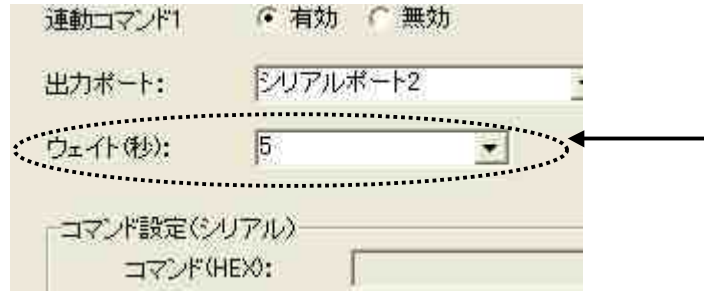 連動コマンド1 有効 無効
出力ポート: シリアルポート2
ウェイト(秒): 5
コマンド設定(シリアル)
コマンド(HEX):